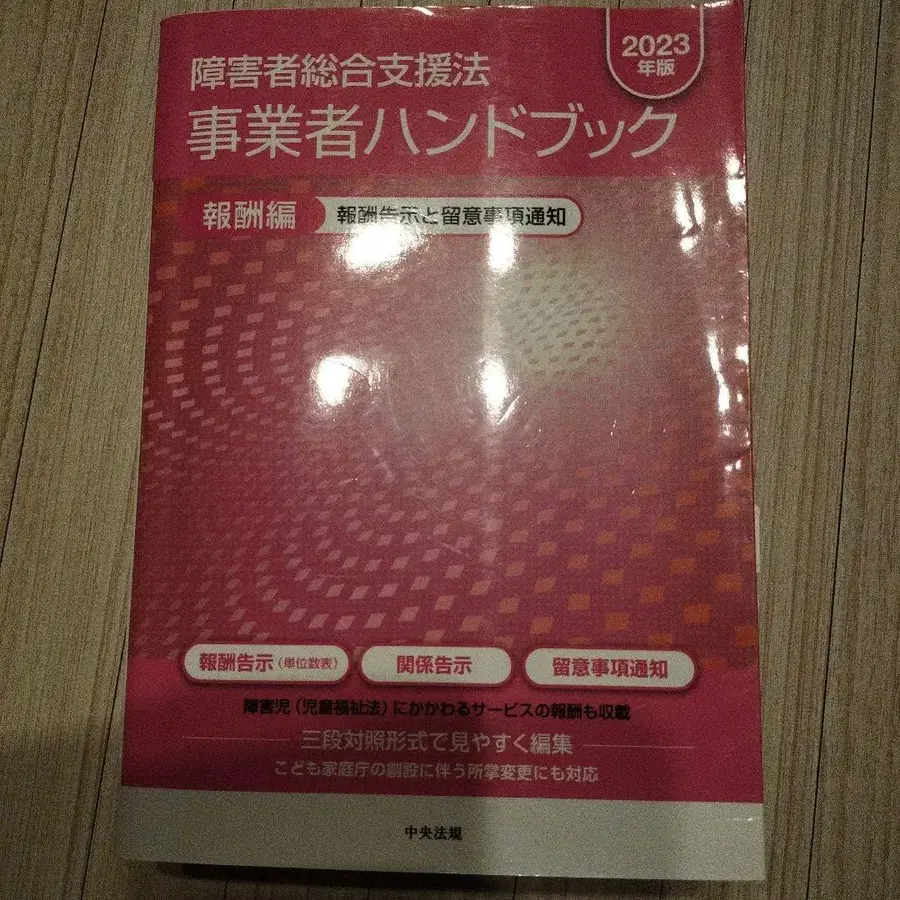 2023
年版
障害者総合支援法
事業者ハンドブック
報酬編
報酬告示と留意事項通知
報酬告示(単位数表)
関係告示
留意事項通知
障害児(児童福祉法)にかかわるサービスの報酬も収載
三段対照形式で見やすく編集
こども家庭庁の創設に伴う所掌変更にも対応
中央法規